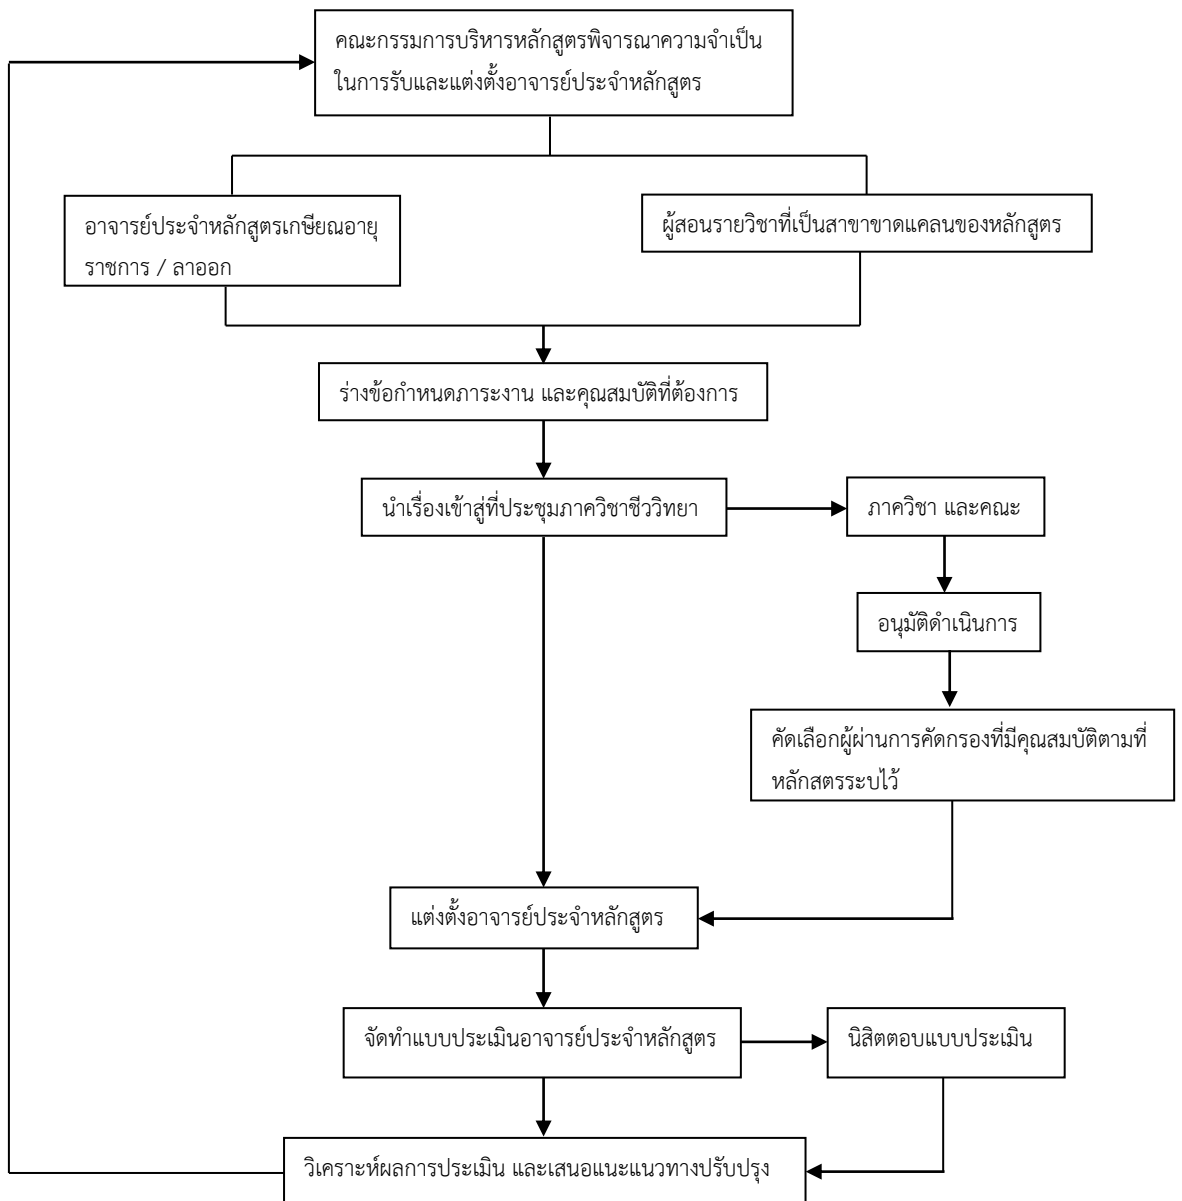 คณะกรรมการบริหารหลักสูตรพิจารณาความจำเป็น
ในการรับและแต่งตั้งอาจารย์ประจำหลักสูตร
อาจารย์ประจำหลักสูตรเกษียณอายุ
ราชการ / ลาออก
ผู้สอนรายวิชาที่เป็นสาขาขาดแคลนของหลักสูตร
ร่างข้อกำหนดภาระงาน และคุณสมบัติที่ต้องการ
นำเรื่องเข้าสู่ที่ประชุมภาควิชาชีววิทยา
ภาควิชา และคณะ
อนุมัติดำเนินการ
คัดเลือกผู้ผ่านการคัดกรองที่มีคุณสมบัติตามที่
หลักสตรระบไว้
แต่งตั้งอาจารย์ประจำหลักสูตร
จัดทำแบบประเมินอาจารย์ประจำหลักสูตร
นิสิตตอบแบบประเมิน
วิเคราะห์ผลการประเมิน และเสนอแนะแนวทางปรับปรุง